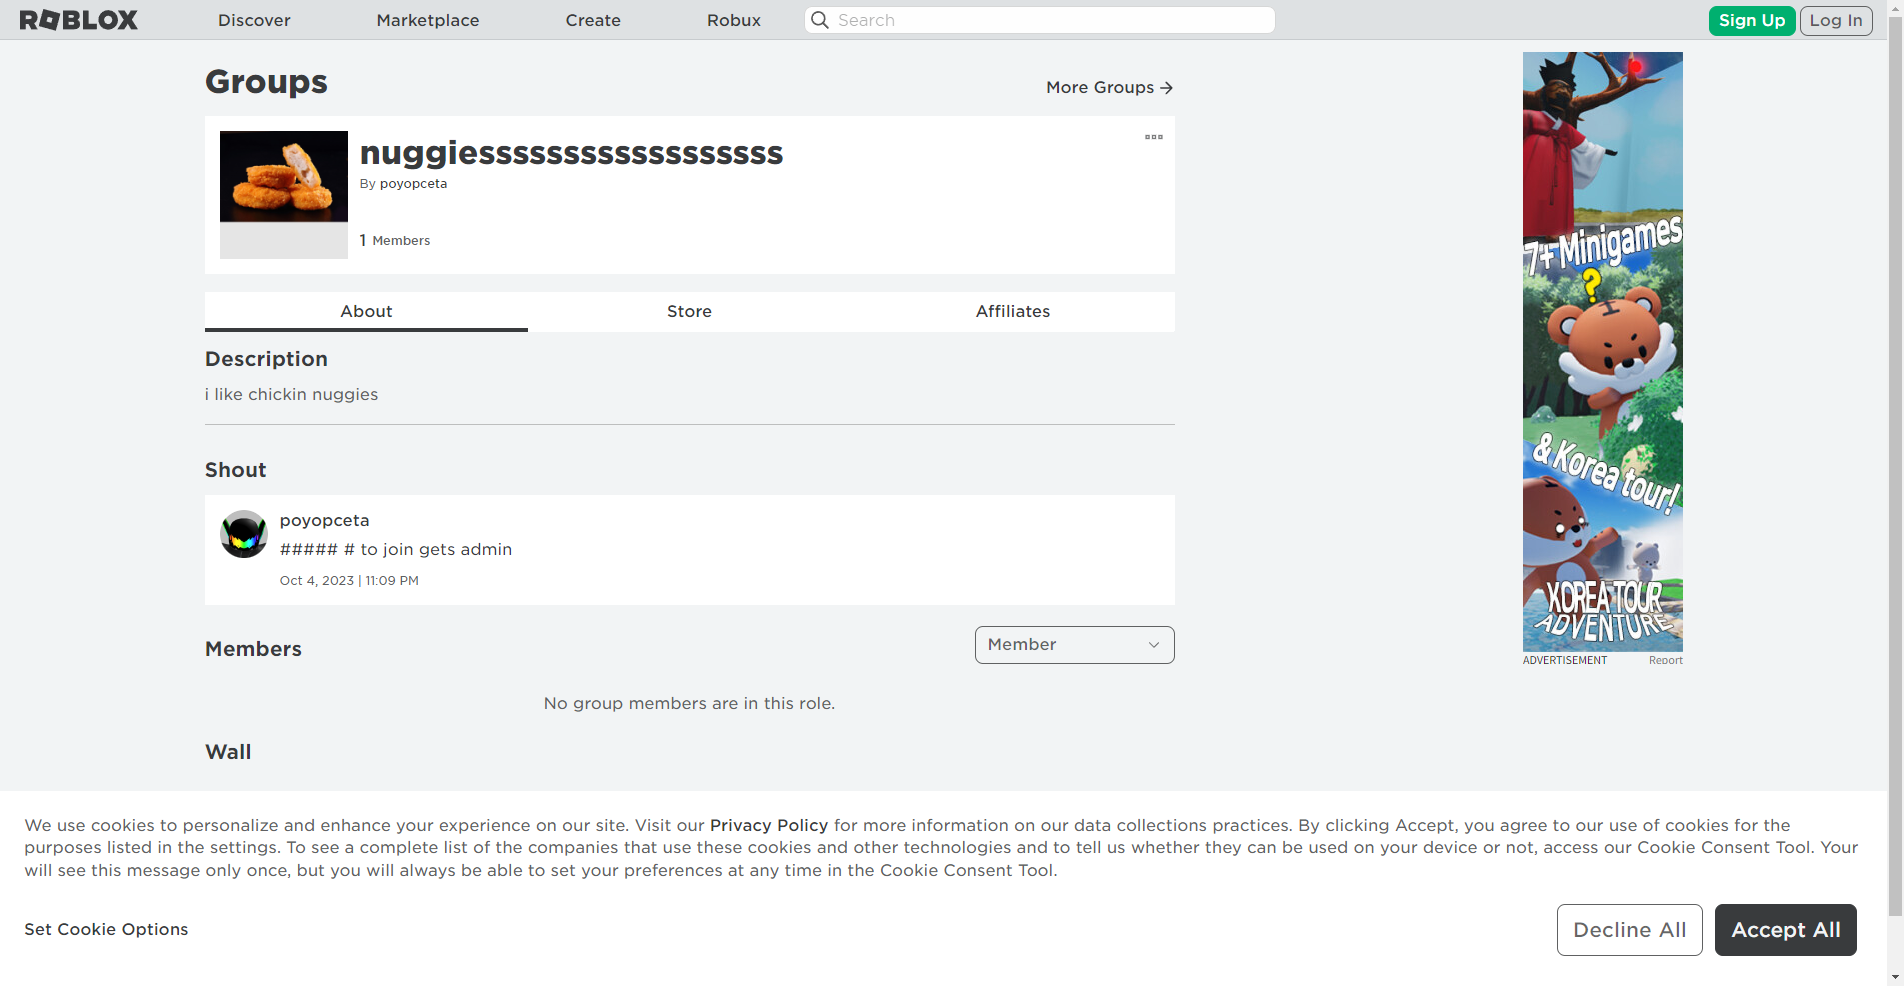 ROBLOX
Discover
Marketplace
Create
Robux
Search
Sign Up
Log In
Groups
More Groups →
nuggiesssssssssssssssssss
By poyopceta
1 Members
About
Store
Affiliates
Description
i like chickin nuggies
Shout
poyopceta
##### # to join gets admin
Oct 4, 2023 | 11:09 PM
Members
Member
No group members are in this role.
Wall
7+ Minigames
?
& Korea tour!
KOREA TOUR
ADVENTURE
ADVERTISEMENT
Report
We use cookies to personalize and enhance your experience on our site. Visit our Privacy Policy for more information on our data collections practices. By clicking Accept, you agree to our use of cookies for the
purposes listed in the settings. To see a complete list of the companies that use these cookies and other technologies and to tell us whether they can be used on your device or not, access our Cookie Consent Tool. Your
will see this message only once, but you will always be able to set your preferences at any time in the Cookie Consent Tool.
Set Cookie Options
Decline All
Accept All